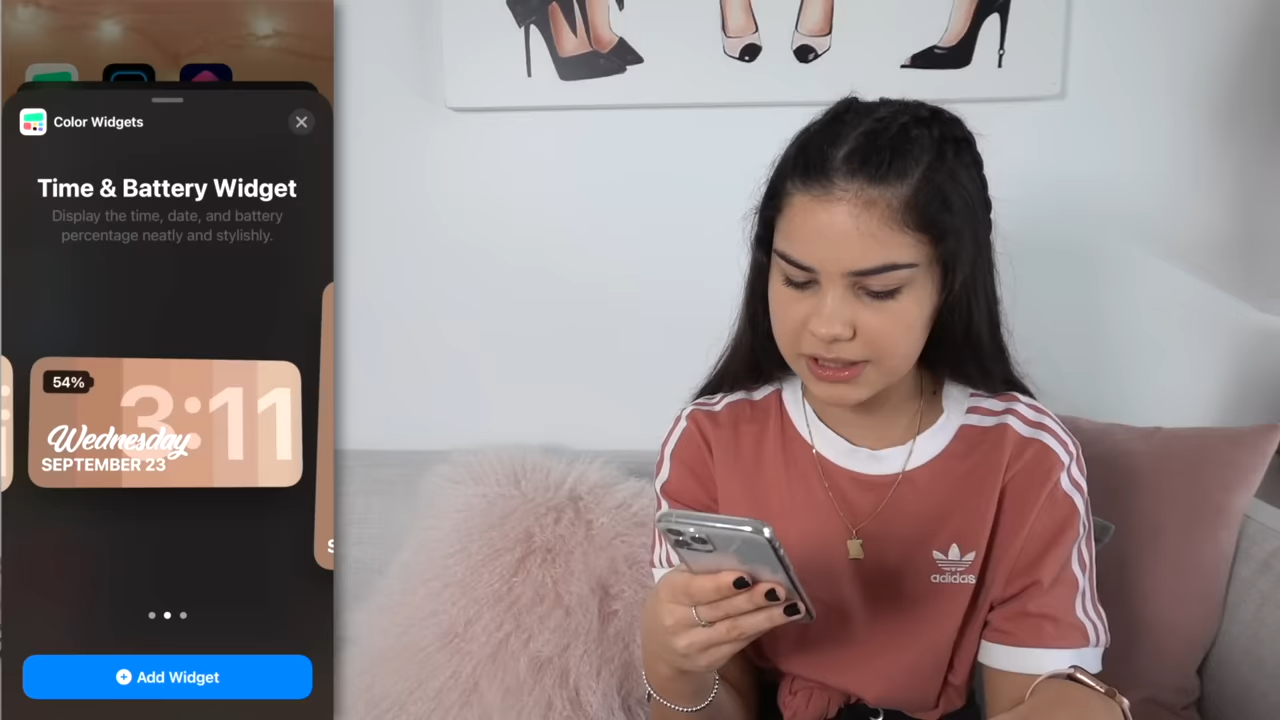 Color Widgets
Time & Battery Widget
Display the time, date, and battery
percentage neatly and stylishly.
54%
3:11
Wednesday
SEPTEMBER 23
Add Widget
adidas